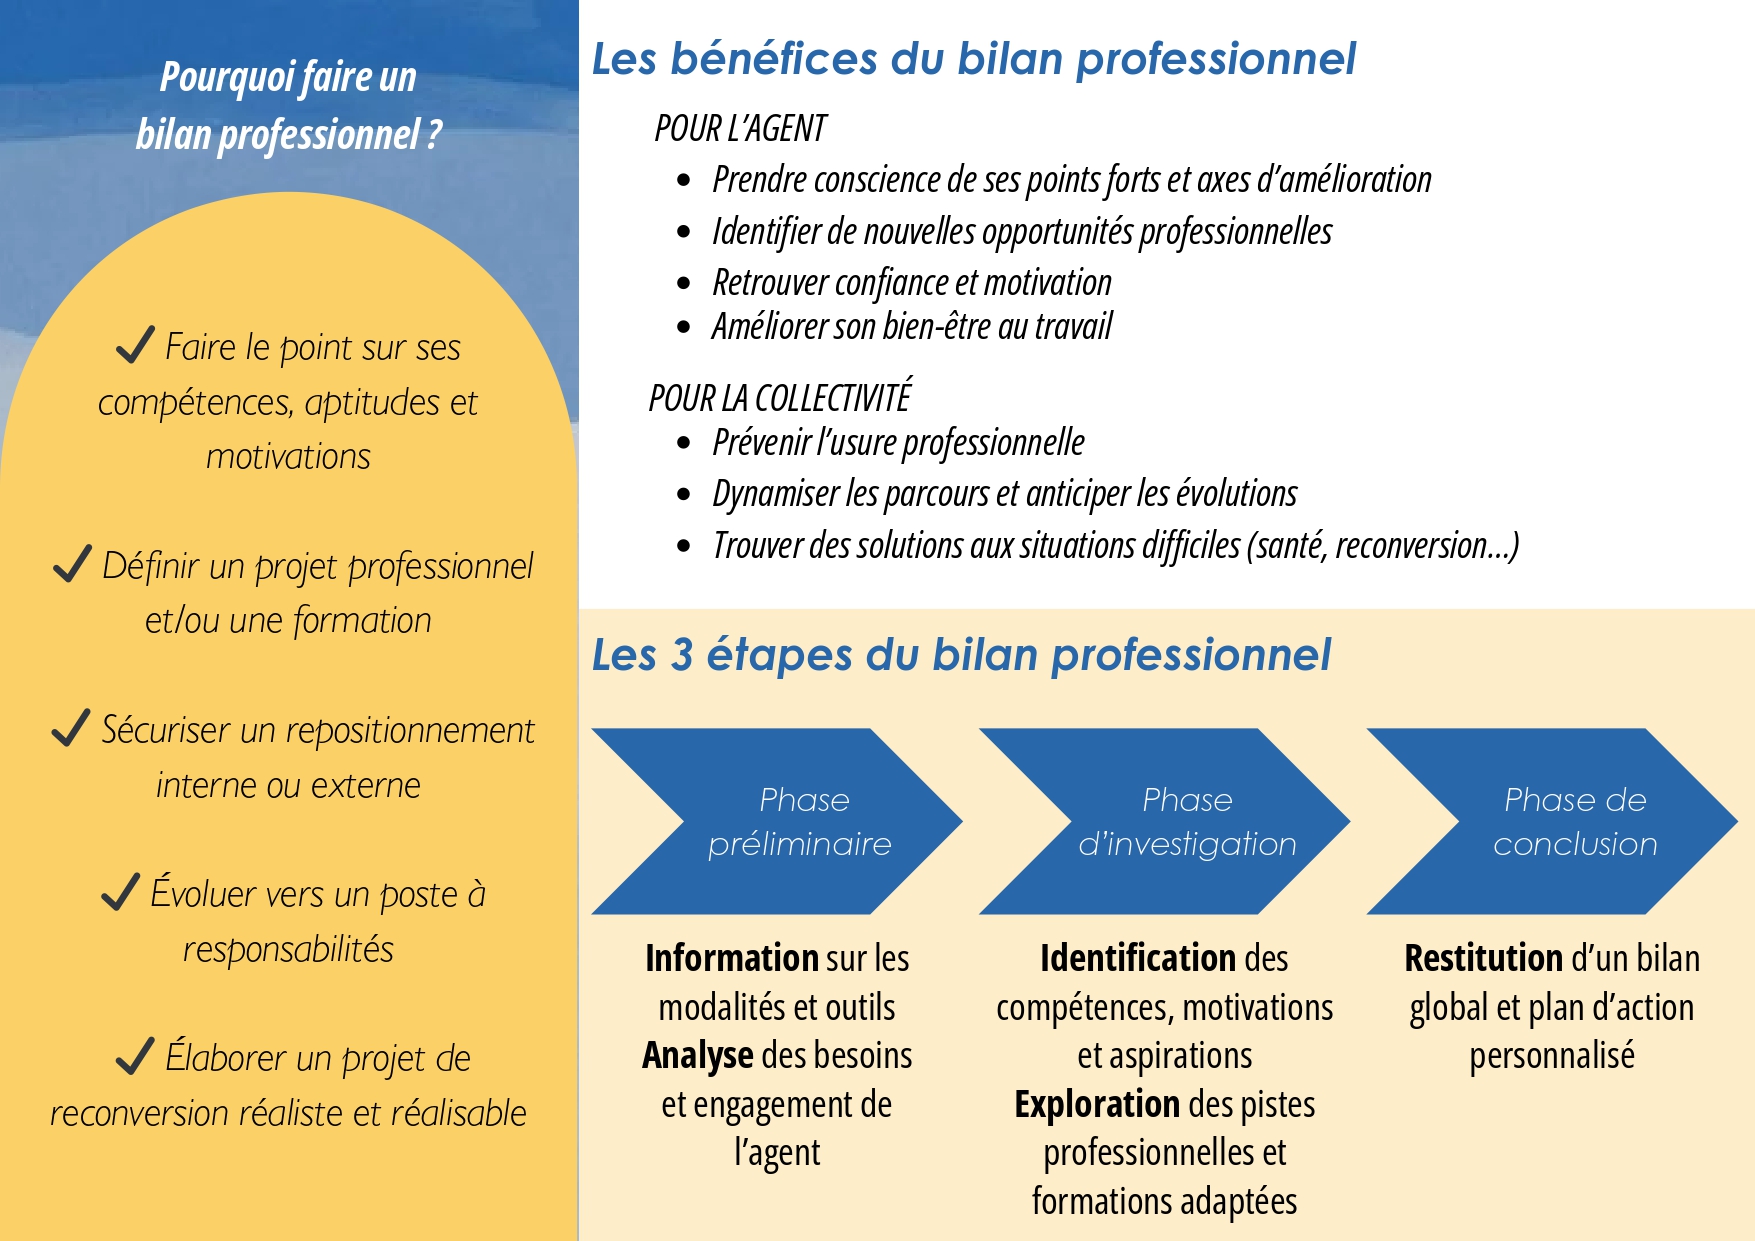 Pourquoi faire un
bilan professionnel ?
Faire le point sur ses
compétences, aptitudes et
motivations
Définir un projet professionnel
et/ou une formation
Sécuriser un repositionnement
interne ou externe
Évoluer vers un poste à
responsabilités
Élaborer un projet de
reconversion réaliste et réalisable
Les bénéfices du bilan professionnel
POUR L’AGENT
• Prendre conscience de ses points forts et axes d’amélioration
• Identifier de nouvelles opportunités professionnelles
• Retrouver confiance et motivation
• Améliorer son bien-être au travail
POUR LA COLLECTIVITÉ
• Prévenir l’usure professionnelle
• Dynamiser les parcours et anticiper les évolutions
• Trouver des solutions aux situations difficiles (santé, reconversion...)
Les 3 étapes du bilan professionnel
Phase
préliminaire
Information sur les
modalités et outils
Analyse des besoins
et engagement de
l’agent
Phase
d’investigation
Identification des
compétences, motivations
et aspirations
Exploration des pistes
professionnelles et
formations adaptées
Phase de
conclusion
Restitution d’un bilan
global et plan d’action
personnalisé